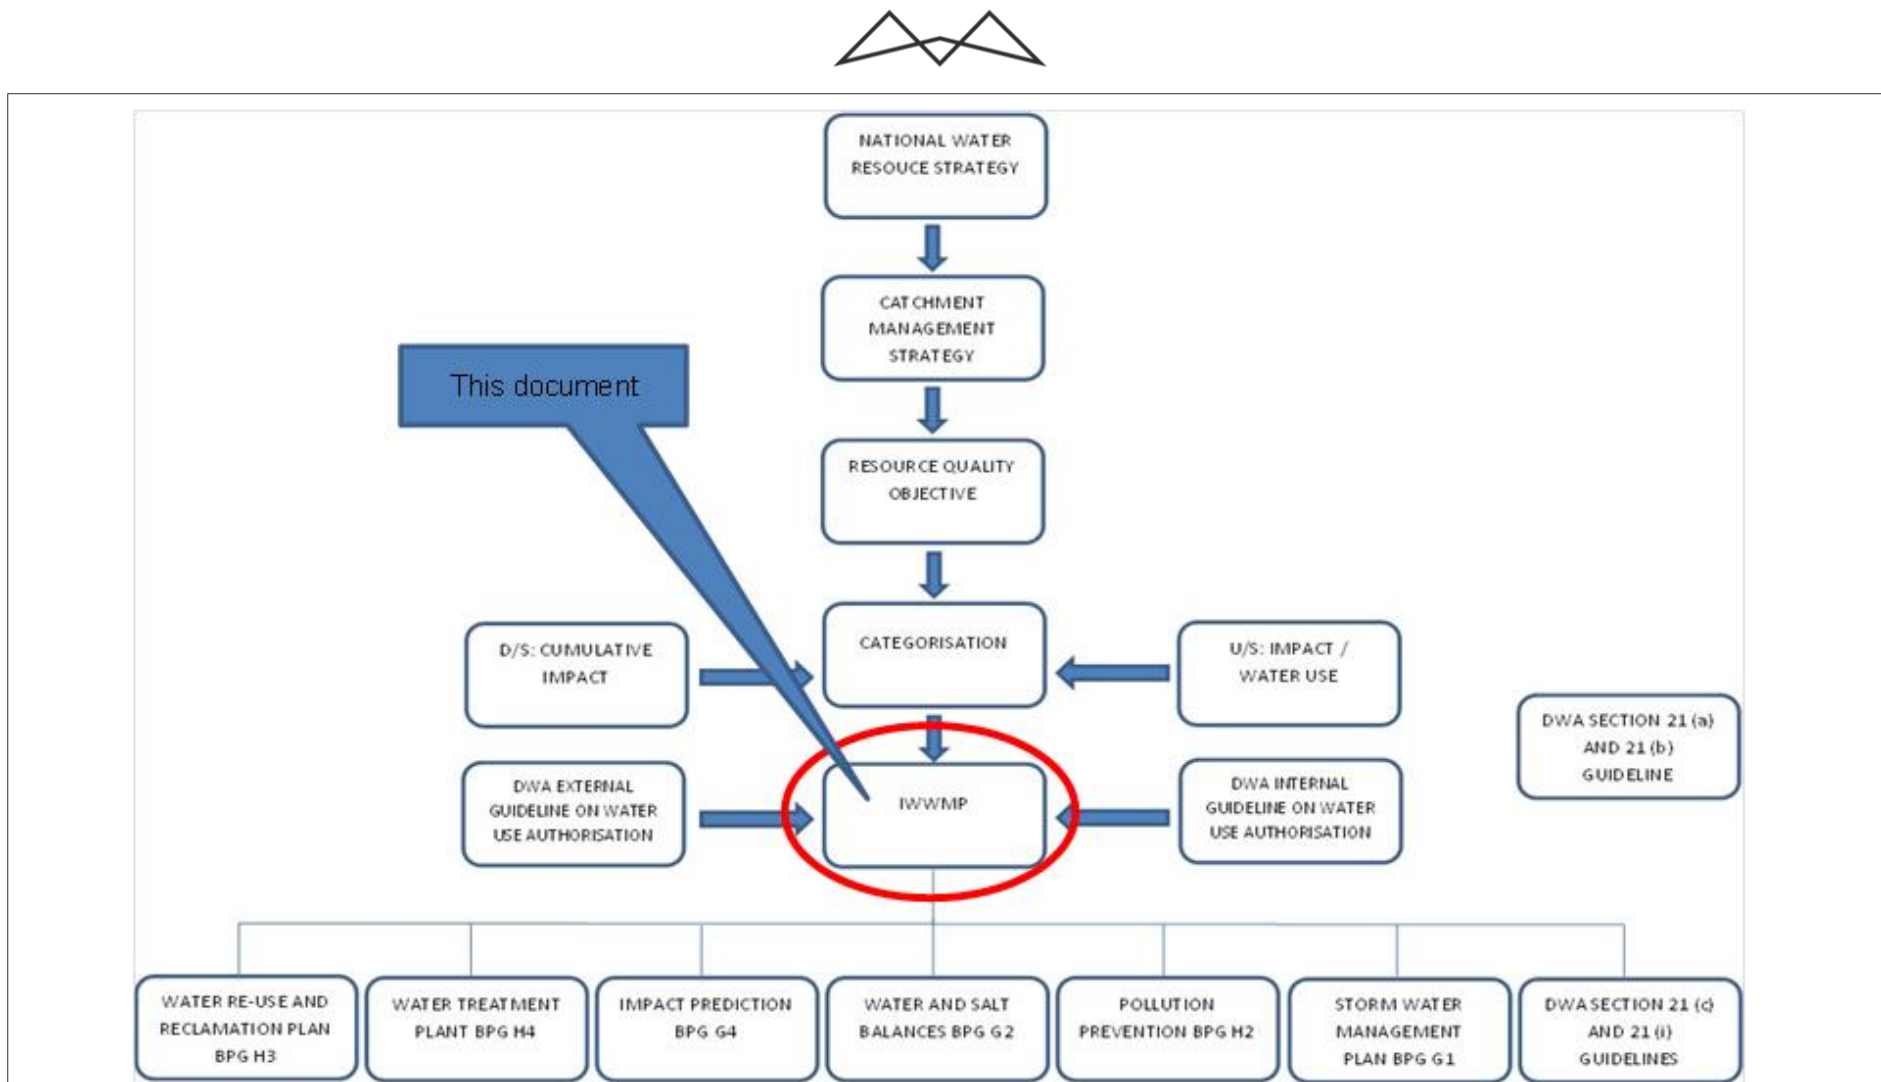 NATIONAL WATER
RESOUCE STRATEGY
CATCHMENT
MANAGEMENT
STRATEGY
This document
RESOURCE QUALITY
OBJECTIVE
D/S: CUMULATIVE
IMPACT
CATEGORISATION
U/S: IMPACT /
WATER USE
DWA SECTION 21 (a)
AND 21 (b)
GUIDELINE
DWA EXTERNAL
GUIDELINE ON WATER
USE AUTHORISATION
IWWMP
DWA INTERNAL
GUIDELINE ON WATER
USE AUTHORISATION
WATER RE-USE AND
RECLAMATION PLAN
BPG H3
WATER TREATMENT
PLANT BPG H4
IMPACT PREDICTION
BPG G4
WATER AND SALT
BALANCES BPG G2
POLLUTION
PREVENTION BPG H2
STORM WATER
MANAGEMENT
PLAN BPG G1
DWA SECTION 21 (c)
AND 21 (i)
GUIDELINES